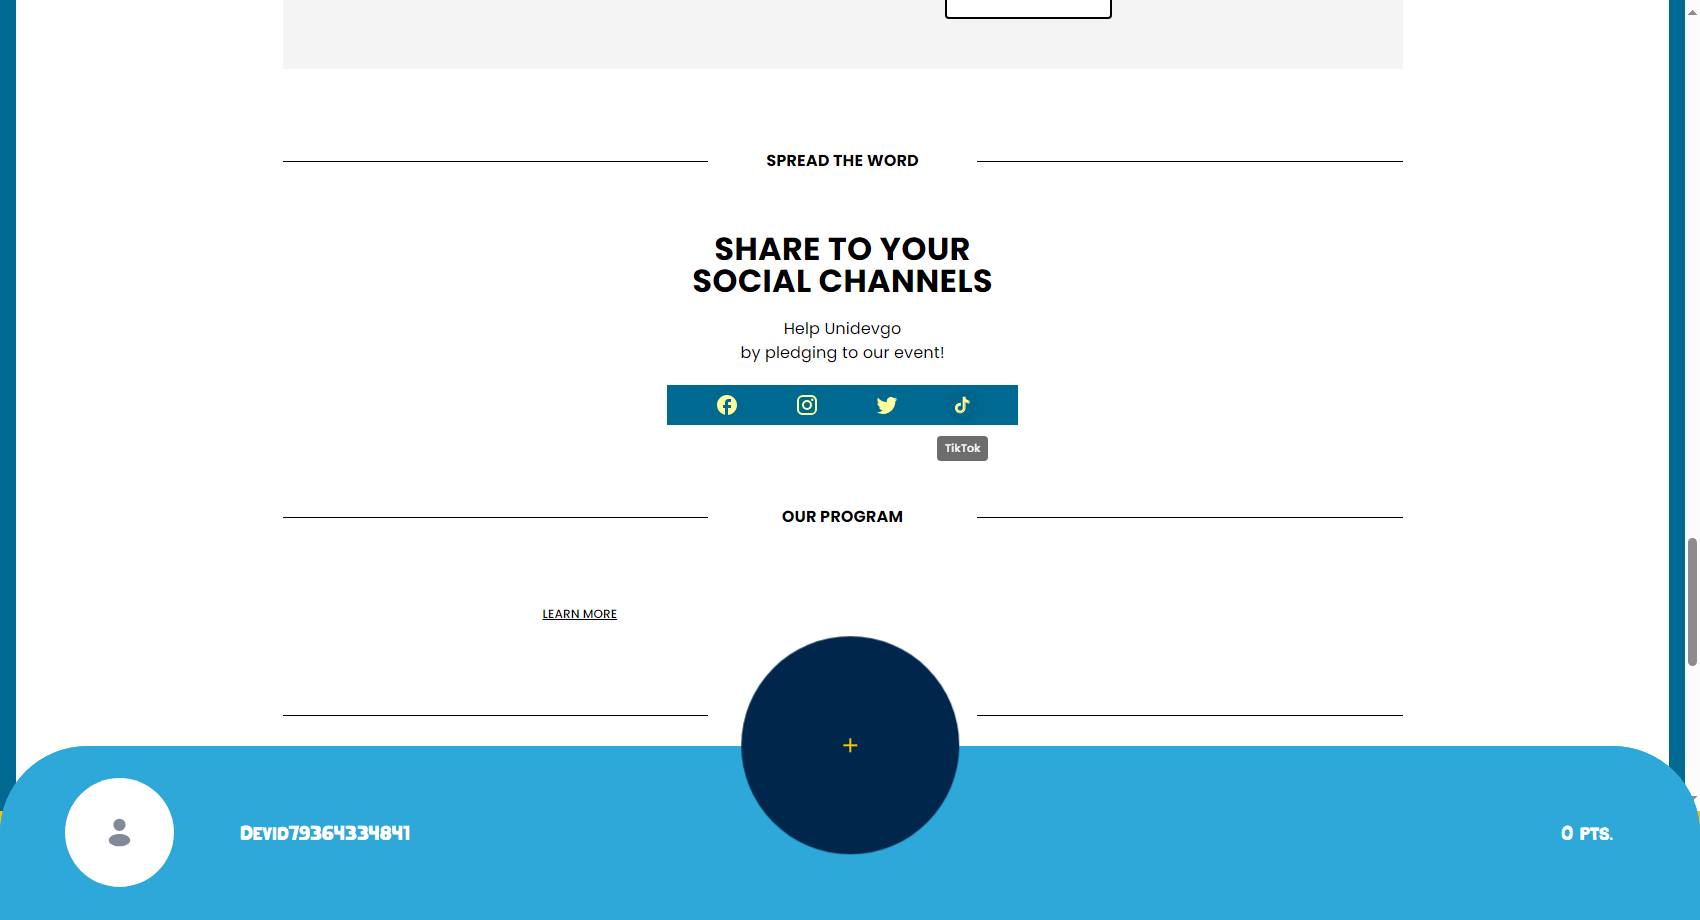 SPREAD THE WORD
SHARE TO YOUR
SOCIAL CHANNELS
Help Unidevgo
by pledging to our event!
TikTok
OUR PROGRAM
LEARN MORE
+
Devid79364334841
0 pts.